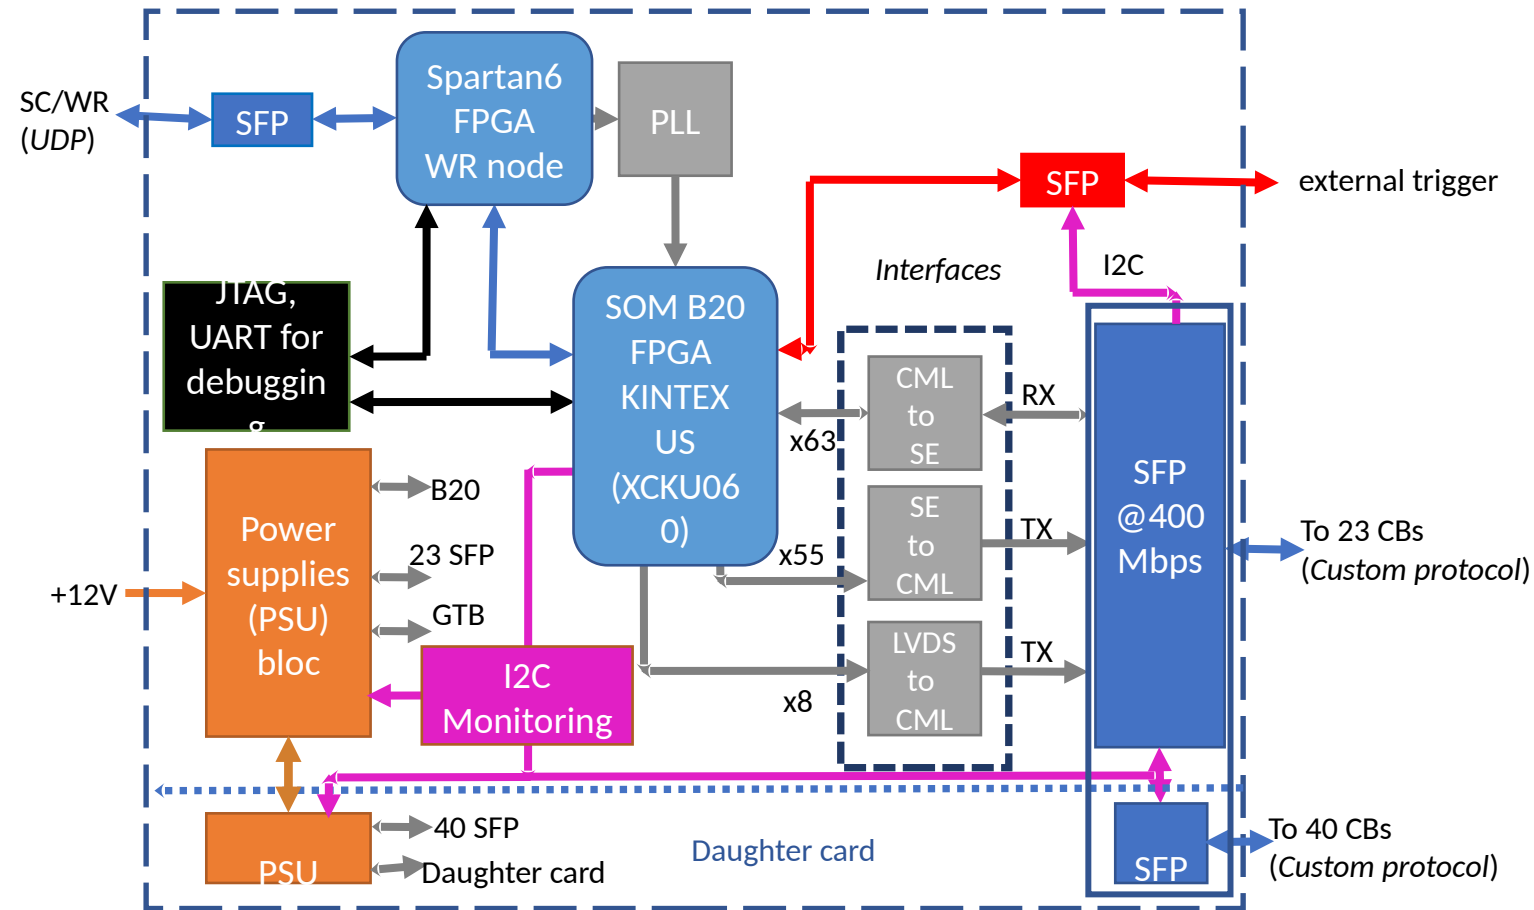 SC/WR
(UDP)
SFP
Spartan6
FPGA
WR node
PLL
SFP
external trigger
I2C
Interfaces
JTAG,
UART for
debuggin
g
SOM B20
FPGA
KINTEX
US
(XCKU06
0)
x63
CML
to
SE
RX
SE
to
CML
TX
x55
LVDS
to
CML
TX
x8
SFP
@400
Mbps
To 23 CBs
(Custom protocol)
+12V
Power
supplies
(PSU)
bloc
B20
23 SFP
GTB
I2C
Monitoring
PSU
40 SFP
Daughter card
Daughter card
SFP
To 40 CBs
(Custom protocol)